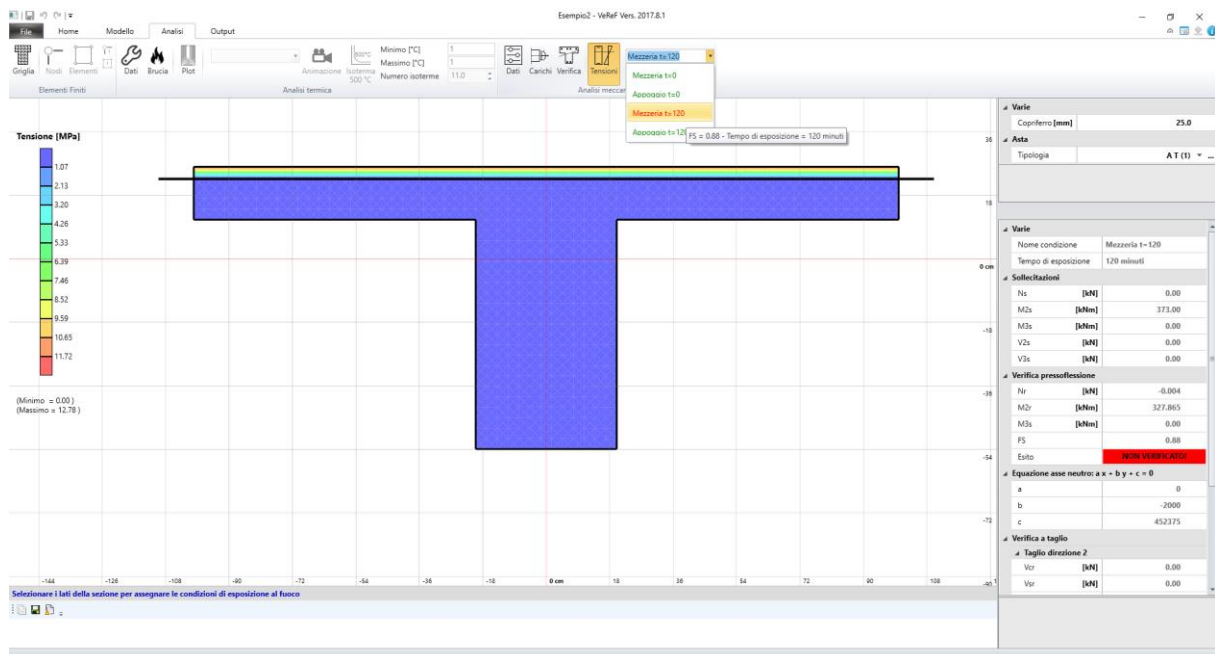 Esempio2 - VeReF Vers. 2017.8.1
File Home Modello Analisi Output
Griglia Nodi Elementi
Dati Brucia Plot
Animazione Isoterma 500 °C
500°C
Minimo [°C] 1
Massimo [°C] 1
Numero isoterme 11.0
Dati Carichi Verifica Tensioni
Mezzeria t=120
Elementi Finiti Analisi termica Analisi meccan
Mezzeria t=0
Appoggio t=0
Mezzeria t=120
Appoggio t=120
FS = 0.88 - Tempo di esposizione = 120 minuti
Tensione [MPa]
1.07
2.13
3.20
4.26
5.33
6.39
7.46
8.52
9.59
10.65
11.72
(Minimo = 0.00 )
(Massimo = 12.78 )
36
18
0 cm
-18
-36
-54
-72
-144 -126 -108 -90 -72 -54 -36 -18 0 cm 18 36 54 72 90 108
Selezionare i lati della sezione per assegnare le condizioni di esposizione al fuoco
Varie
Copriferro [mm] 25.0
Asta
Tipologia A T (1) ...
Varie
Nome condizione Mezzeria t=120
Tempo di esposizione 120 minuti
Sollecitazioni
Ns [kN] 0.00
M2s [kNm] 373.00
M3s [kNm] 0.00
V2s [kN] 0.00
V3s [kN] 0.00
Verifica pressoflessione
Nr [kN] -0.004
M2r [kNm] 327.865
M3s [kNm] 0.00
FS 0.88
Esito NON VERIFICATO!
Equazione asse neutro: a x + b y + c = 0
a 0
b -2000
c 452375
Verifica a taglio
Taglio direzione 2
Vcr [kN] 0.00
Vsr [kN] 0.00